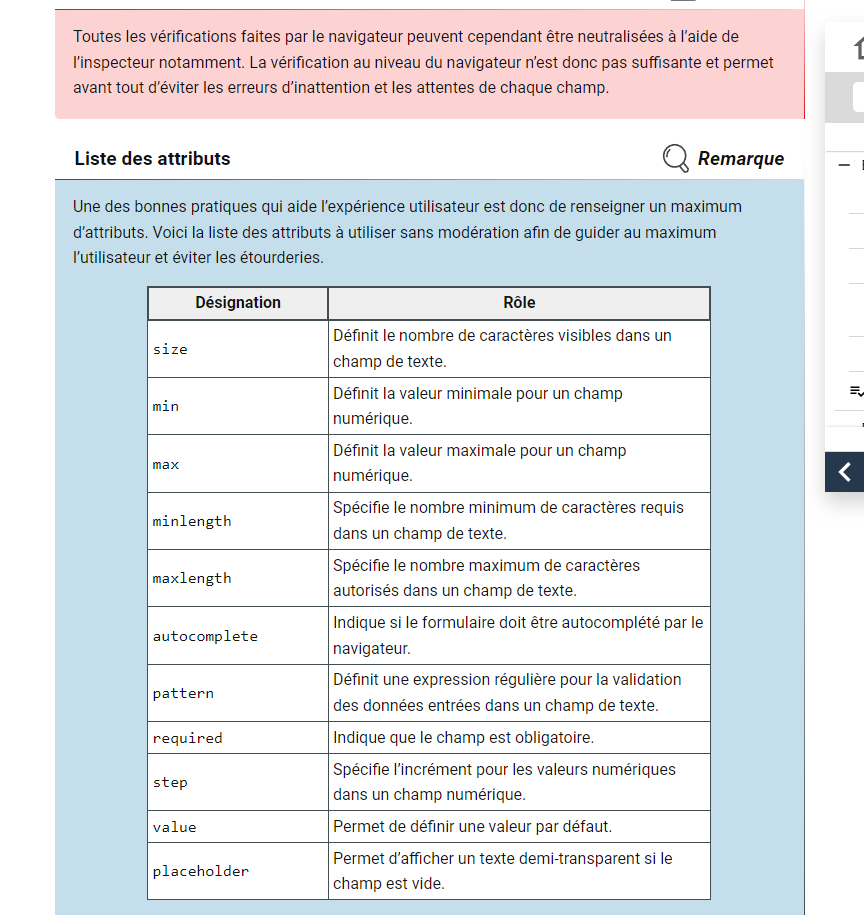 Toutes les vérifications faites par le navigateur peuvent cependant être neutralisées à l'aide de
l'inspecteur notamment. La vérification au niveau du navigateur n'est donc pas suffisante et permet
avant tout d'éviter les erreurs d'inattention et les attentes de chaque champ.
Liste des attributs
Remarque
Une des bonnes pratiques qui aide l'expérience utilisateur est donc de renseigner un maximum
d'attributs. Voici la liste des attributs à utiliser sans modération afin de guider au maximum
l'utilisateur et éviter les étourderies.
Désignation
Rôle
size
Définit le nombre de caractères visibles dans un
champ de texte.
min
Définit la valeur minimale pour un champ
numérique.
max
Définit la valeur maximale pour un champ
numérique.
minlength
Spécifie le nombre minimum de caractères requis
dans un champ de texte.
maxlength
Spécifie le nombre maximum de caractères
autorisés dans un champ de texte.
autocomplete
Indique si le formulaire doit être autocomplété par le
navigateur.
pattern
Définit une expression régulière pour la validation
des données entrées dans un champ de texte.
required
Indique que le champ est obligatoire.
step
Spécifie l'incrément pour les valeurs numériques
dans un champ numérique.
value
Permet de définir une valeur par défaut.
placeholder
Permet d'afficher un texte demi-transparent si le
champ est vide.